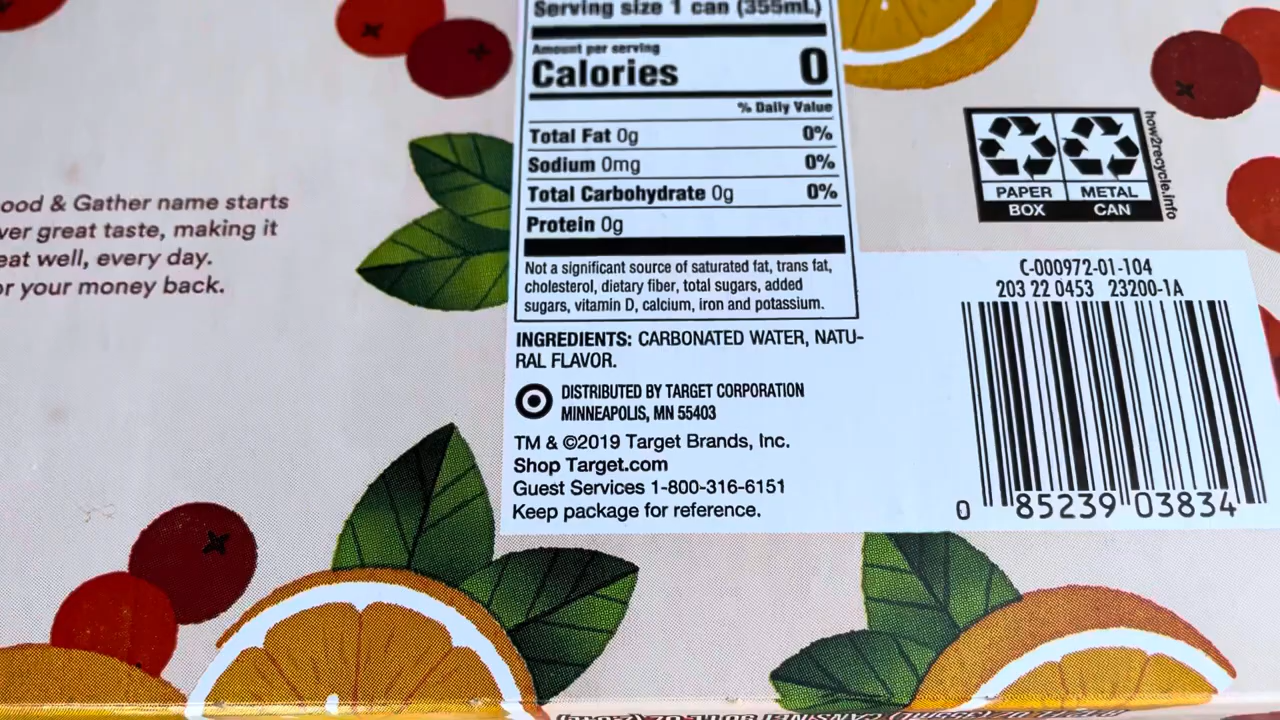 Serving size 1 can (355mL)
Amount per serving
Calories 0
% Daily Value
Total Fat 0g 0%
Sodium 0mg 0%
Total Carbohydrate 0g 0%
Protein 0g
Not a significant source of saturated fat, trans fat,
cholesterol, dietary fiber, total sugars, added
sugars, vitamin D, calcium, iron and potassium.
INGREDIENTS: CARBONATED WATER, NATU-
RAL FLAVOR.
DISTRIBUTED BY TARGET CORPORATION
MINNEAPOLIS, MN 55403
TM & ©2019 Target Brands, Inc.
Shop Target.com
Guest Services 1-800-316-6151
Keep package for reference.
ood & Gather name starts
ver great taste, making it
eat well, every day.
or your money back.
PAPER METAL
BOX CAN
how2recycle.info
C-000972-01-104
203 22 0453 23200-1A
0 85239 03834